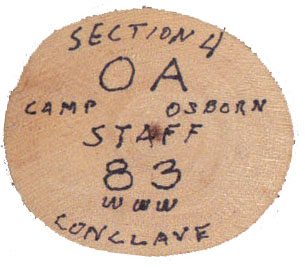 SECTION 4
OA
CAMP OSBORN
STAFF
83
WWW
CONCLAVE